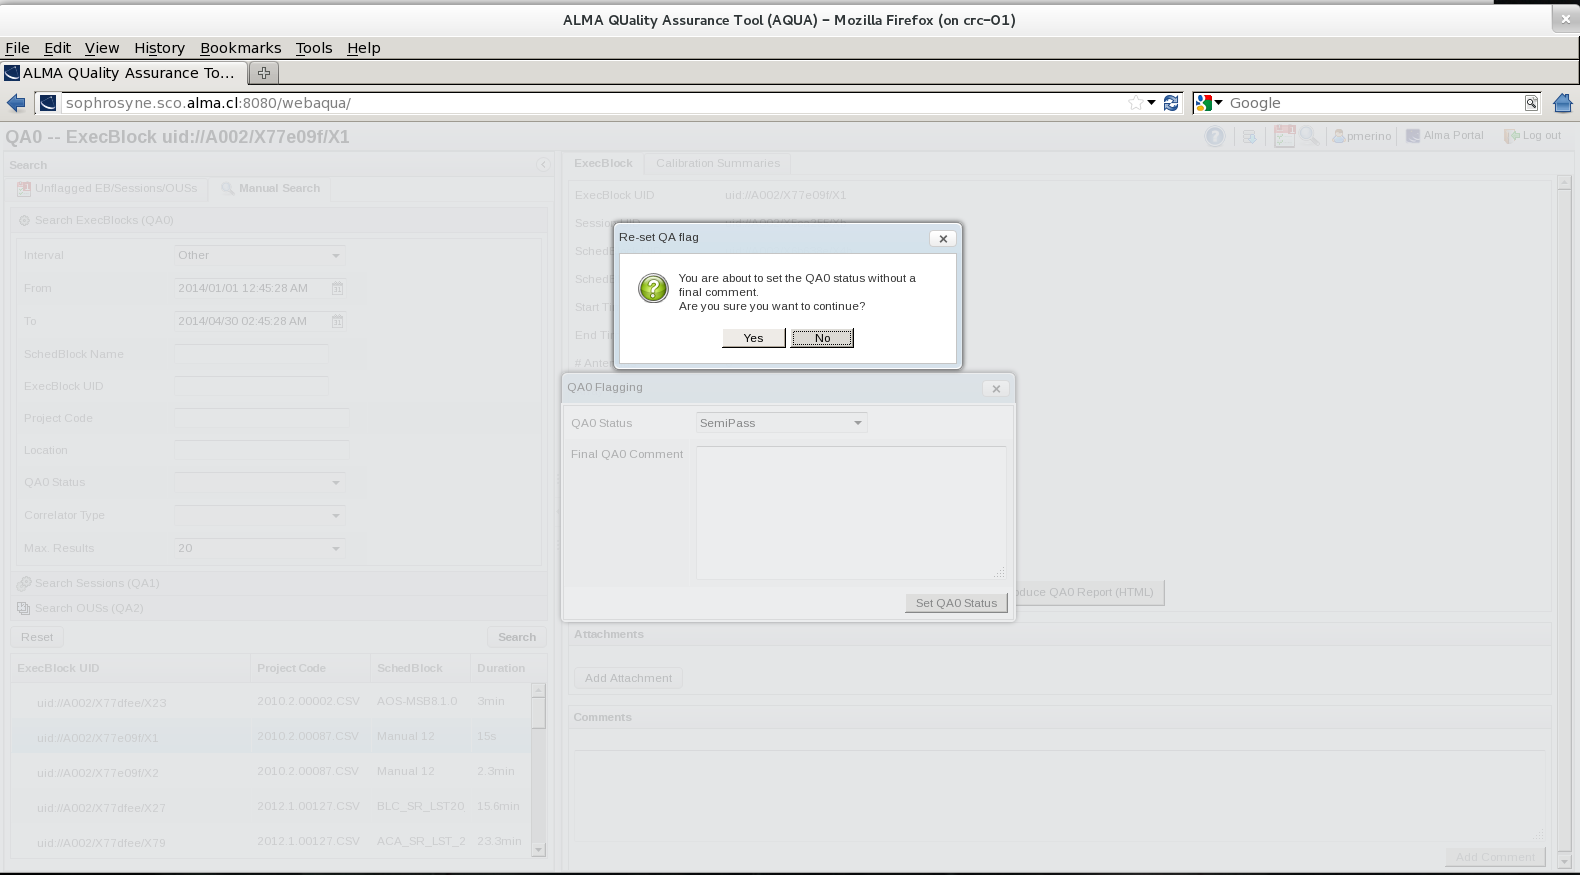 ALMA QUality Assurance Tool (AQUA) – Mozilla Firefox (on crc-01)
File Edit View History Bookmarks Tools Help
ALMA QUality Assurance To...
sophrosyne.sco.alma.cl:8080/webaqua/
Google
QA0 -- ExecBlock uid://A002/X77e09f/X1
pmerino Alma Portal Log out
Search
Unflagged EB/Sessions/OUSs Manual Search
Search ExecBlocks (QA0)
Interval Other
From 2014/01/01 12:45:28 AM
To 2014/04/30 02:45:28 AM
SchedBlock Name
ExecBlock UID
Project Code
Location
QA0 Status
Correlator Type
Max. Results 20
Search Sessions (QA1)
Search OUSs (QA2)
Reset Search
ExecBlock UID Project Code SchedBlock Duration
uid://A002/X77dfee/X23 2010.2.00002.CSV AOS-MSB8.1.0 3min
uid://A002/X77e09f/X1 2010.2.00087.CSV Manual 12 15s
uid://A002/X77e09f/X2 2010.2.00087.CSV Manual 12 2.3min
uid://A002/X77dfee/X27 2012.1.00127.CSV BLC_SR_LST20 15.6min
uid://A002/X77dfee/X79 2012.1.00127.CSV ACA_SR_LST_2 23.3min
ExecBlock Calibration Summaries
ExecBlock UID uid://A002/X77e09f/X1
Sessio
SchedB
SchedB
Start Ti
End Tim
# Anten
Re-set QA flag
You are about to set the QA0 status without a
final comment.
Are you sure you want to continue?
Yes No
QA0 Flagging
QA0 Status SemiPass
Final QA0 Comment
Set QA0 Status
oduce QA0 Report (HTML)
Attachments
Add Attachment
Comments
Add Comment